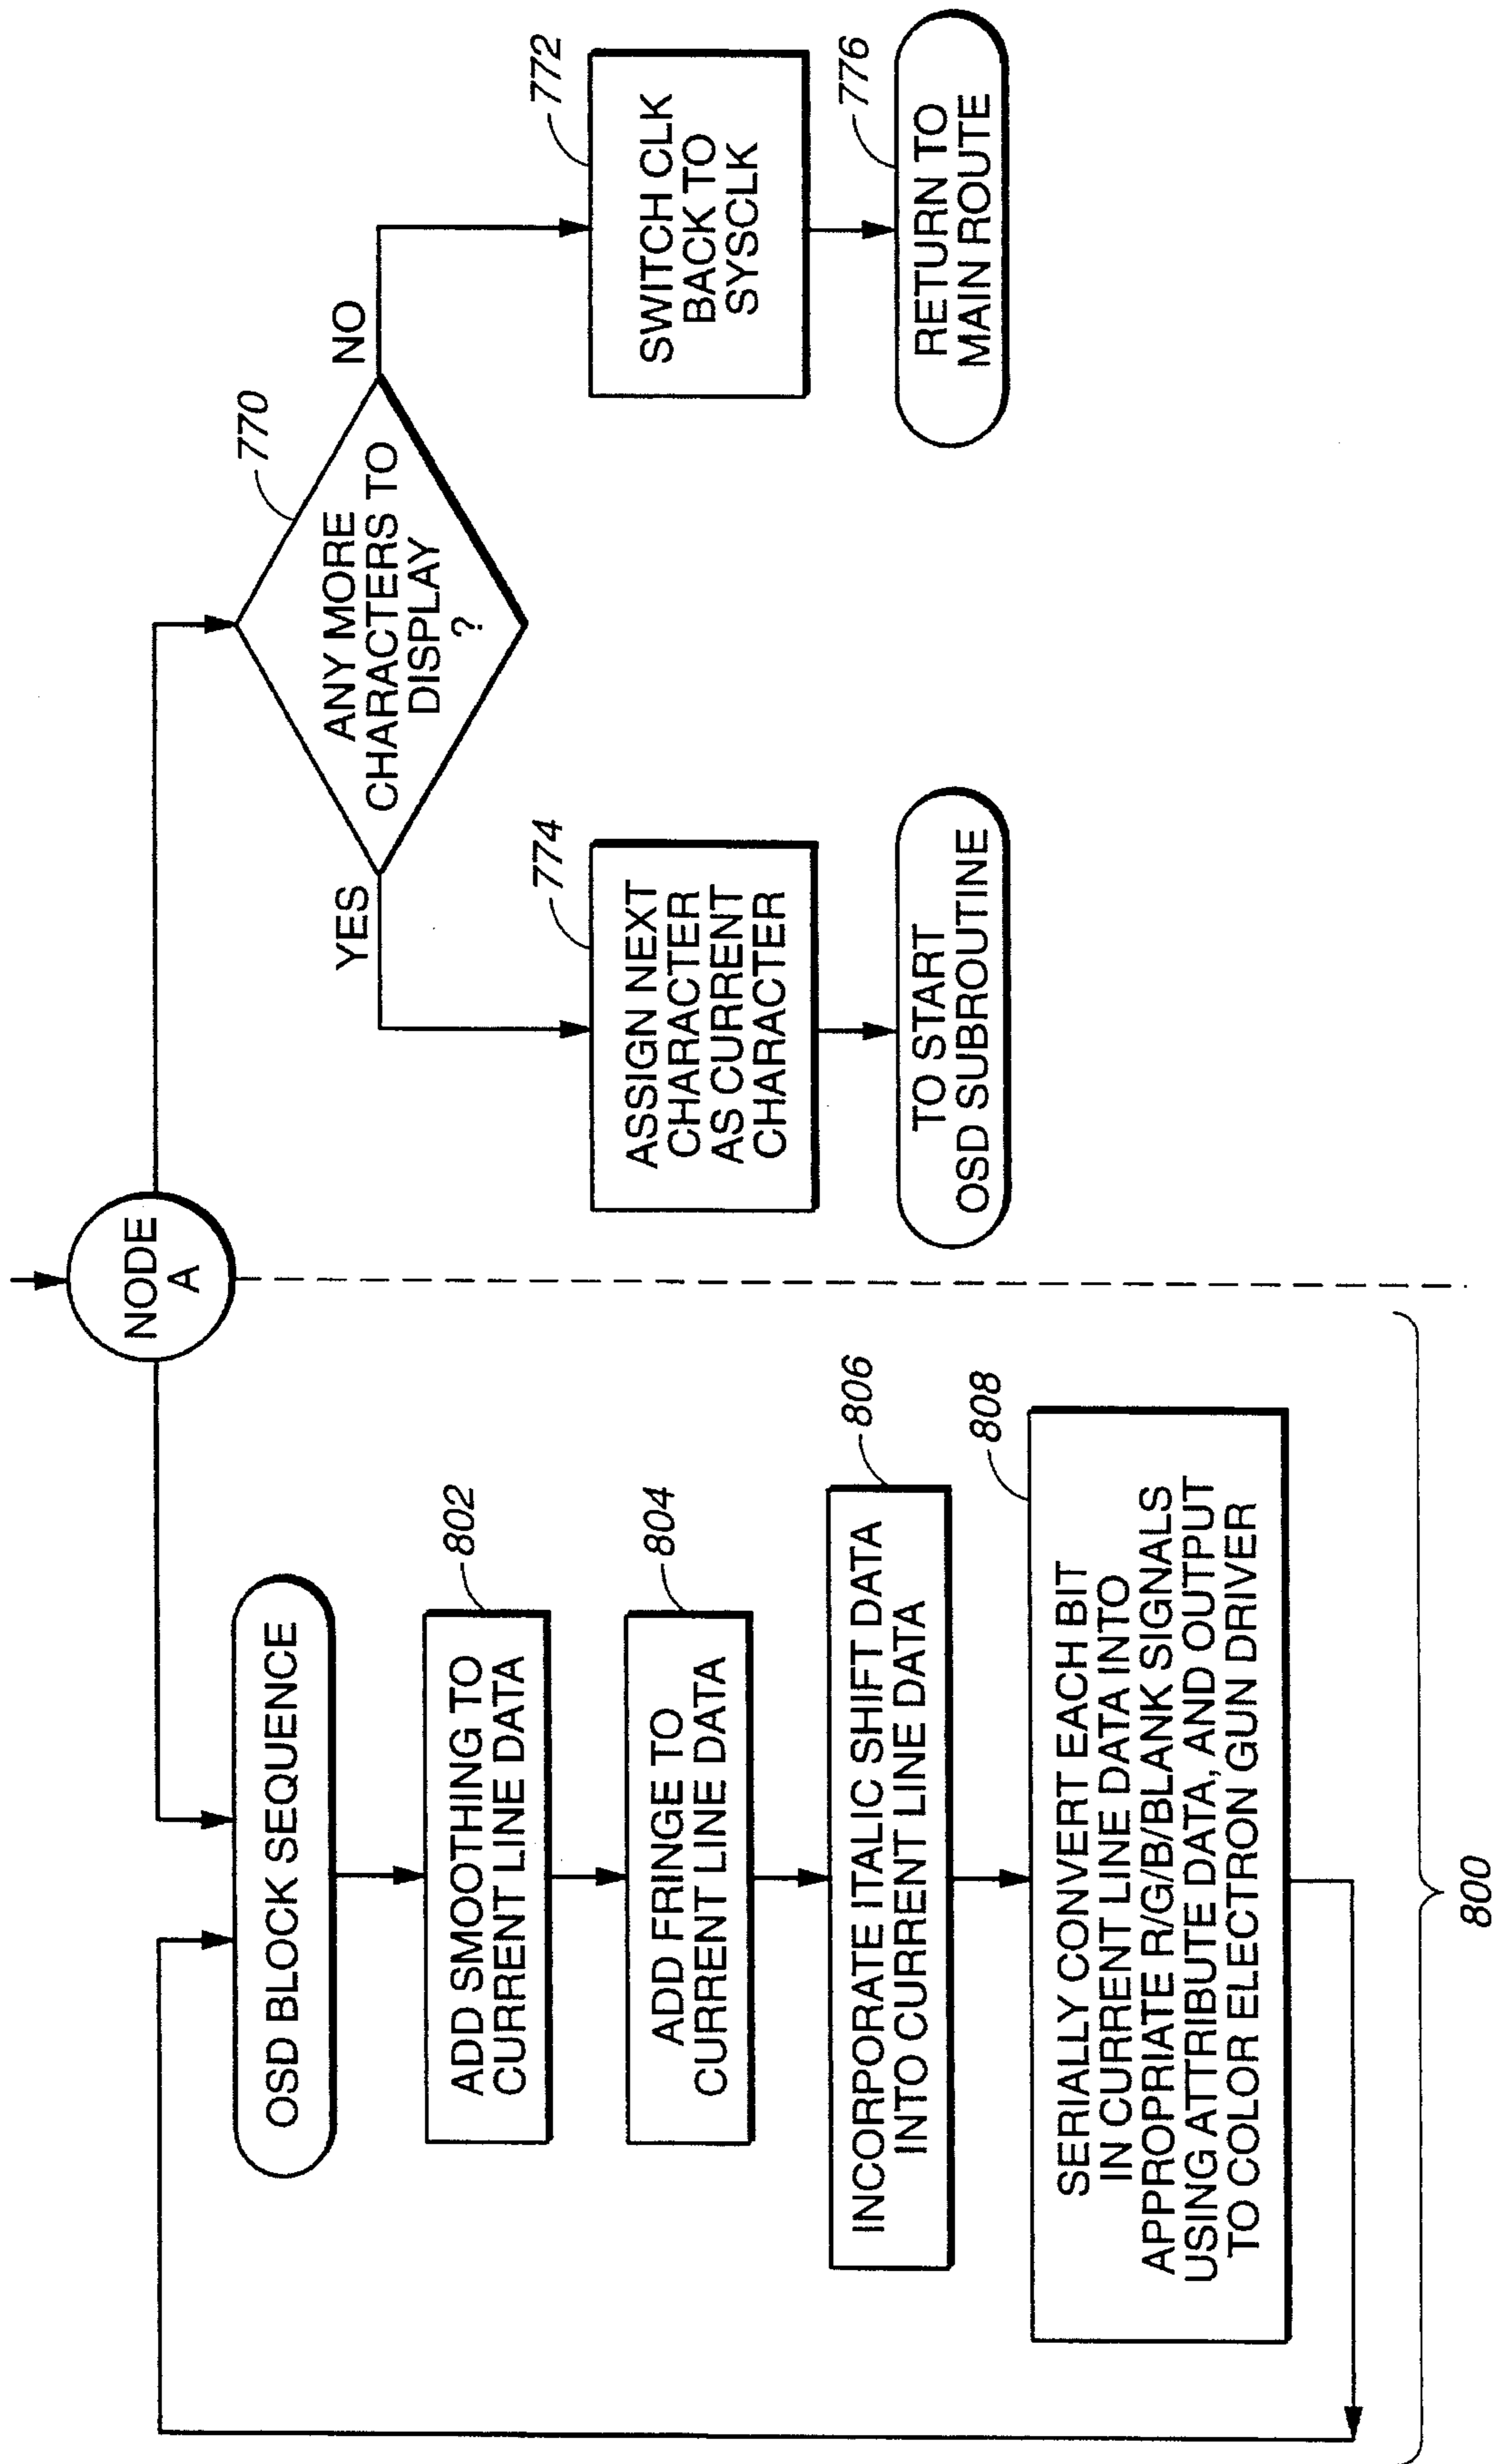 NODE
A
OSD BLOCK SEQUENCE
802
ADD SMOOTHING TO
CURRENT LINE DATA
804
ADD FRINGE TO
CURRENT LINE DATA
806
INCORPORATE ITALIC SHIFT DATA
INTO CURRENT LINE DATA
808
SERIALLY CONVERT EACH BIT
IN CURRENT LINE DATA INTO
APPROPRIATE R/G/B/BLANK SIGNALS
USING ATTRIBUTE DATA, AND OUTPUT
TO COLOR ELECTRON GUN DRIVER
800
770
ANY MORE
CHARACTERS TO
DISPLAY
?
YES
NO
774
ASSIGN NEXT
CHARACTER
AS CURRENT
CHARACTER
TO START
OSD SUBROUTINE
772
SWITCH CLK
BACK TO
SYSCLK
776
RETURN TO
MAIN ROUTE